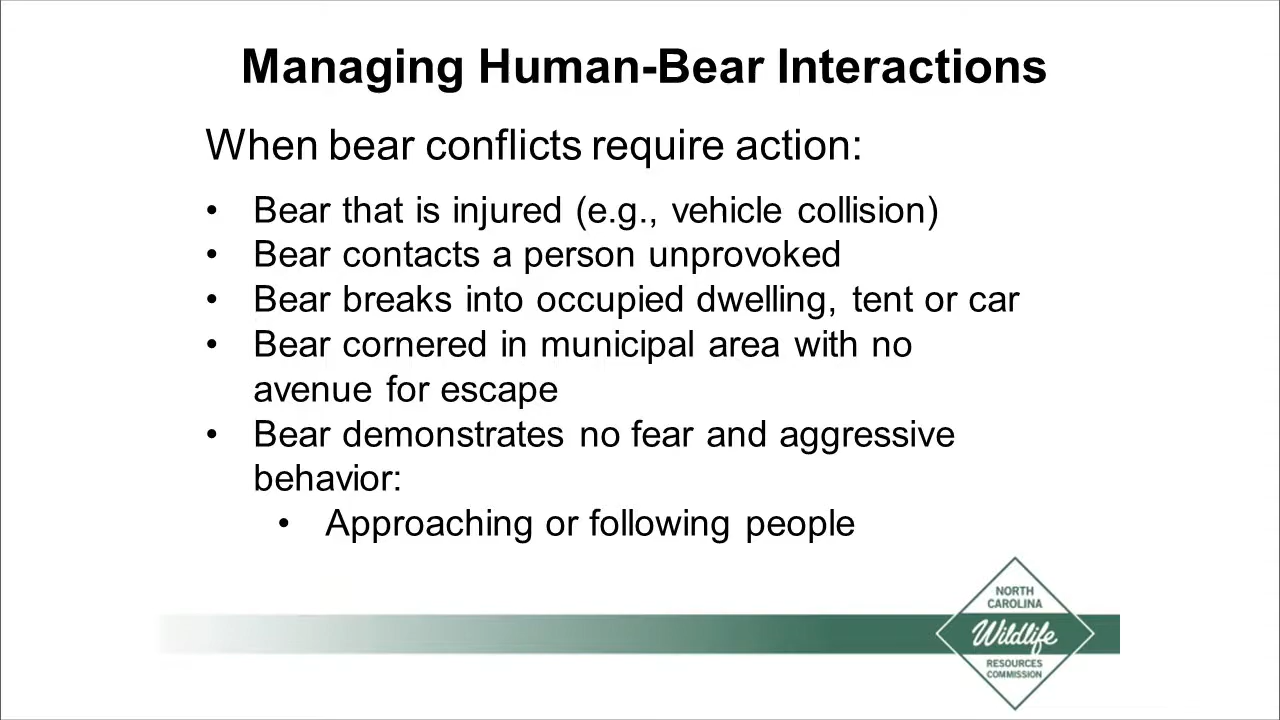 Managing Human-Bear Interactions
When bear conflicts require action:
• Bear that is injured (e.g., vehicle collision)
• Bear contacts a person unprovoked
• Bear breaks into occupied dwelling, tent or car
• Bear cornered in municipal area with no
avenue for escape
• Bear demonstrates no fear and aggressive
behavior:
• Approaching or following people
NORTH
CAROLINA
Wildlife
RESOURCES
COMMISSION